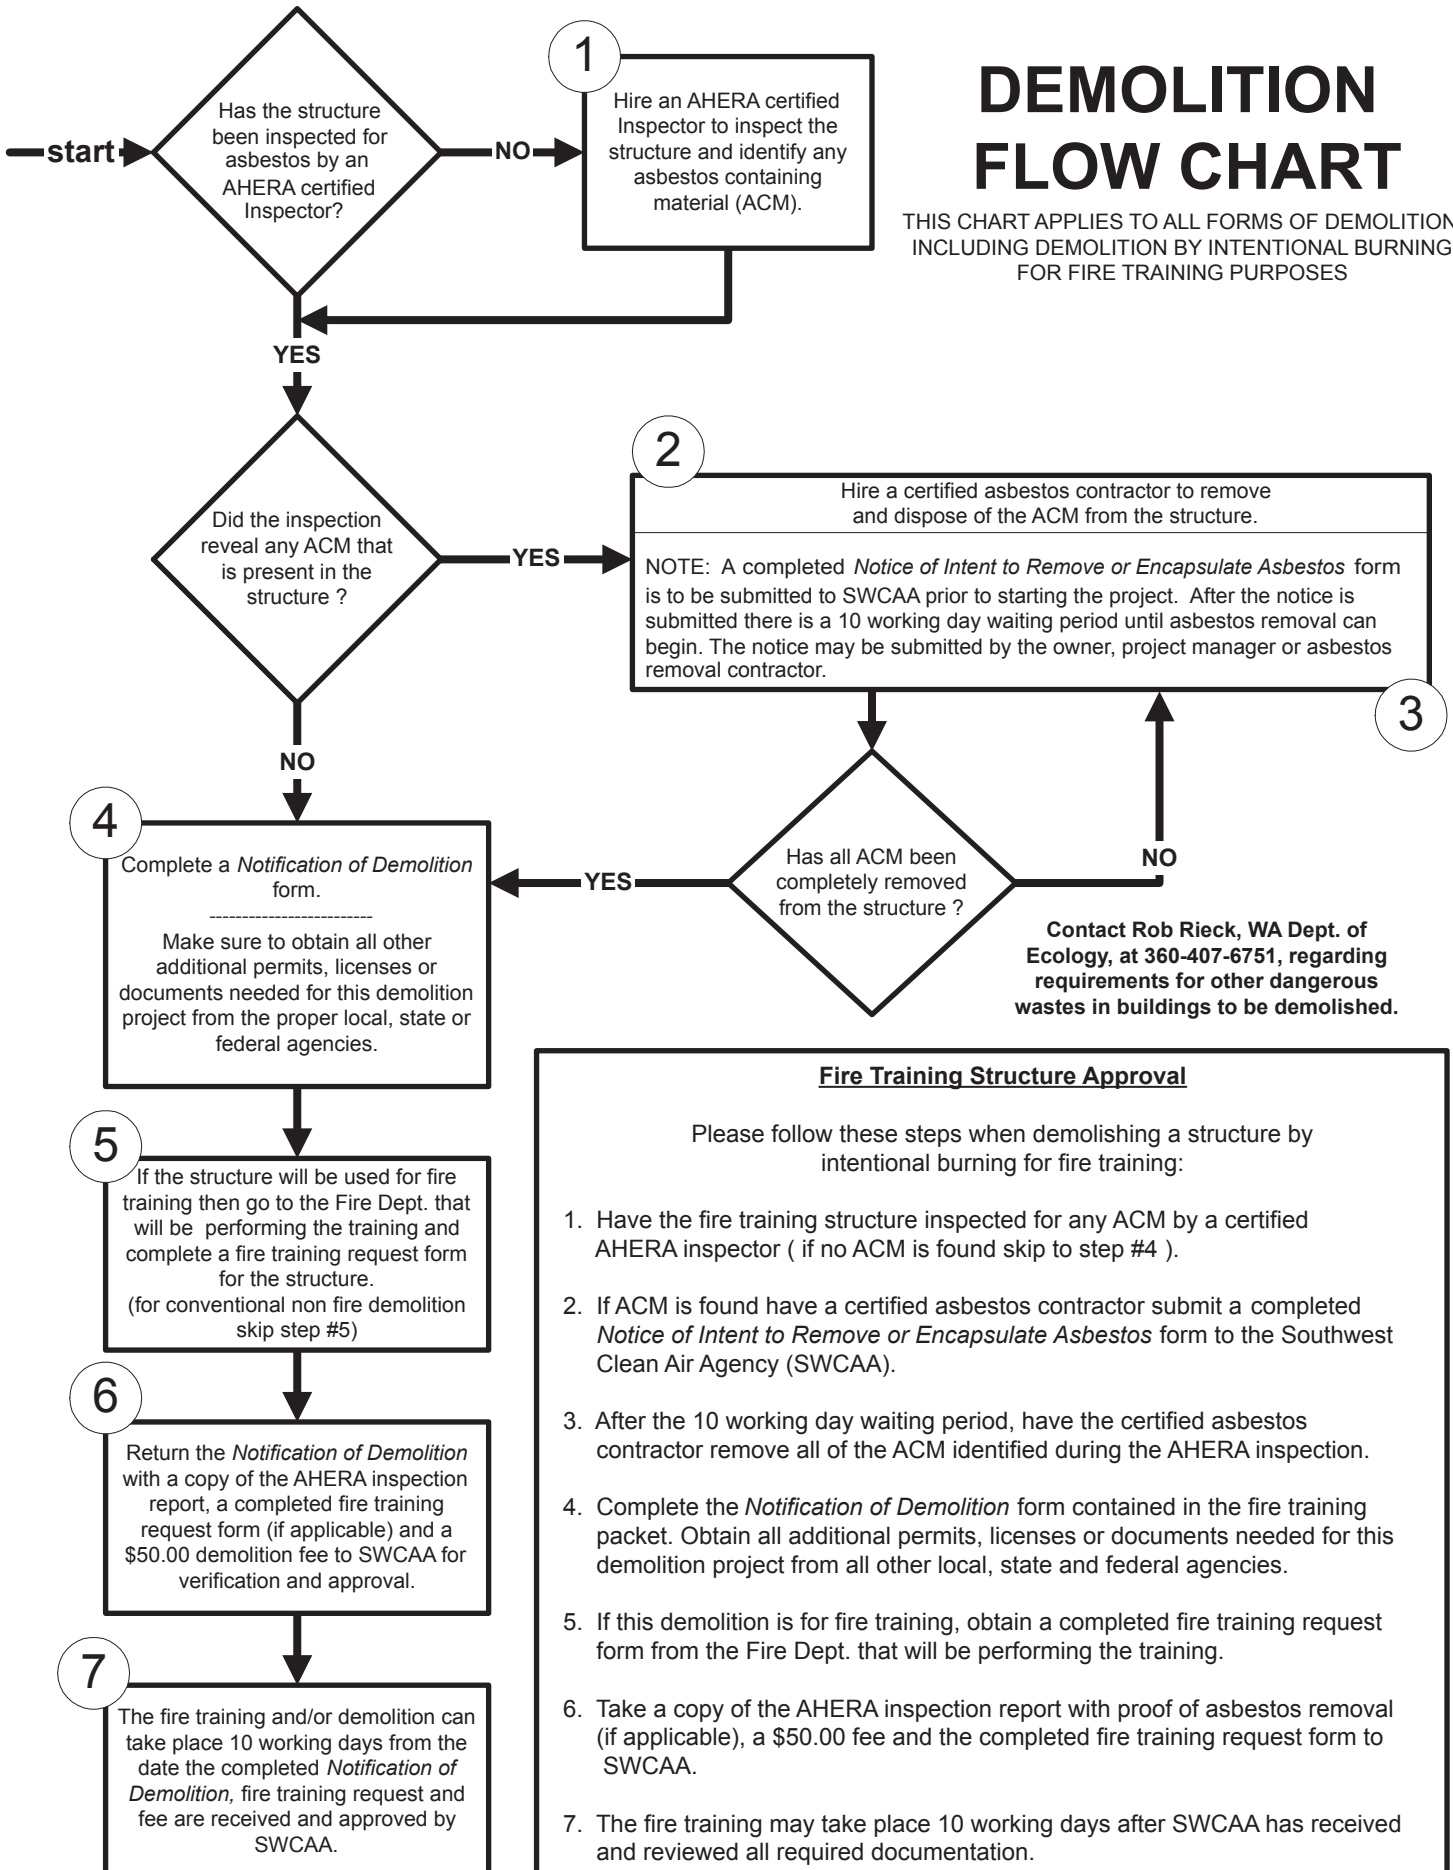 DEMOLITION
FLOW CHART
THIS CHART APPLIES TO ALL FORMS OF DEMOLITION
INCLUDING DEMOLITION BY INTENTIONAL BURNING
FOR FIRE TRAINING PURPOSES
start
Has the structure
been inspected for
asbestos by an
AHERA certified
Inspector?
NO
1
Hire an AHERA certified
Inspector to inspect the
structure and identify any
asbestos containing
material (ACM).
YES
Did the inspection
reveal any ACM that
is present in the
structure ?
YES
2
Hire a certified asbestos contractor to remove
and dispose of the ACM from the structure.
NOTE: A completed Notice of Intent to Remove or Encapsulate Asbestos form
is to be submitted to SWCAA prior to starting the project. After the notice is
submitted there is a 10 working day waiting period until asbestos removal can
begin. The notice may be submitted by the owner, project manager or asbestos
removal contractor.
3
NO
Has all ACM been
completely removed
from the structure ?
NO
YES
Contact Rob Rieck, WA Dept. of
Ecology, at 360-407-6751, regarding
requirements for other dangerous
wastes in buildings to be demolished.
4
Complete a Notification of Demolition
form.
-------------------------
Make sure to obtain all other
additional permits, licenses or
documents needed for this demolition
project from the proper local, state or
federal agencies.
5
If the structure will be used for fire
training then go to the Fire Dept. that
will be performing the training and
complete a fire training request form
for the structure.
(for conventional non fire demolition
skip step #5)
6
Return the Notification of Demolition
with a copy of the AHERA inspection
report, a completed fire training
request form (if applicable) and a
$50.00 demolition fee to SWCAA for
verification and approval.
7
The fire training and/or demolition can
take place 10 working days from the
date the completed Notification of
Demolition, fire training request and
fee are received and approved by
SWCAA.
Fire Training Structure Approval
Please follow these steps when demolishing a structure by
intentional burning for fire training:
1. Have the fire training structure inspected for any ACM by a certified
AHERA inspector ( if no ACM is found skip to step #4 ).
2. If ACM is found have a certified asbestos contractor submit a completed
Notice of Intent to Remove or Encapsulate Asbestos form to the Southwest
Clean Air Agency (SWCAA).
3. After the 10 working day waiting period, have the certified asbestos
contractor remove all of the ACM identified during the AHERA inspection.
4. Complete the Notification of Demolition form contained in the fire training
packet. Obtain all additional permits, licenses or documents needed for this
demolition project from all other local, state and federal agencies.
5. If this demolition is for fire training, obtain a completed fire training request
form from the Fire Dept. that will be performing the training.
6. Take a copy of the AHERA inspection report with proof of asbestos removal
(if applicable), a $50.00 fee and the completed fire training request form to
SWCAA.
7. The fire training may take place 10 working days after SWCAA has received
and reviewed all required documentation.